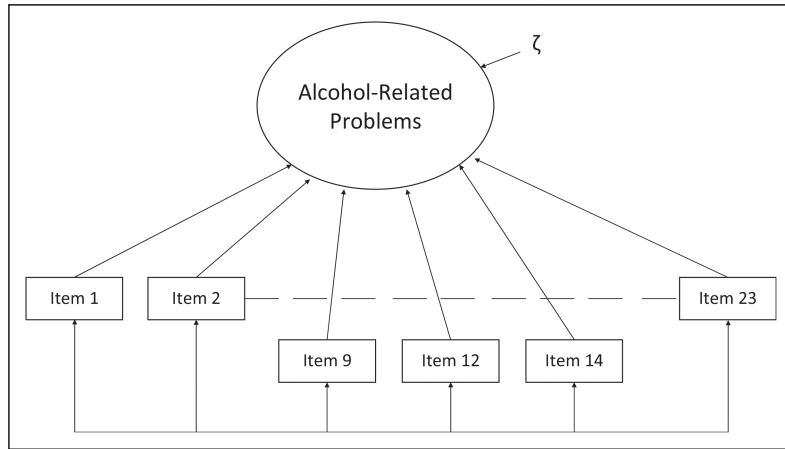 ζ
Alcohol-Related
Problems
Item 1
Item 2
Item 23
Item 9
Item 12
Item 14